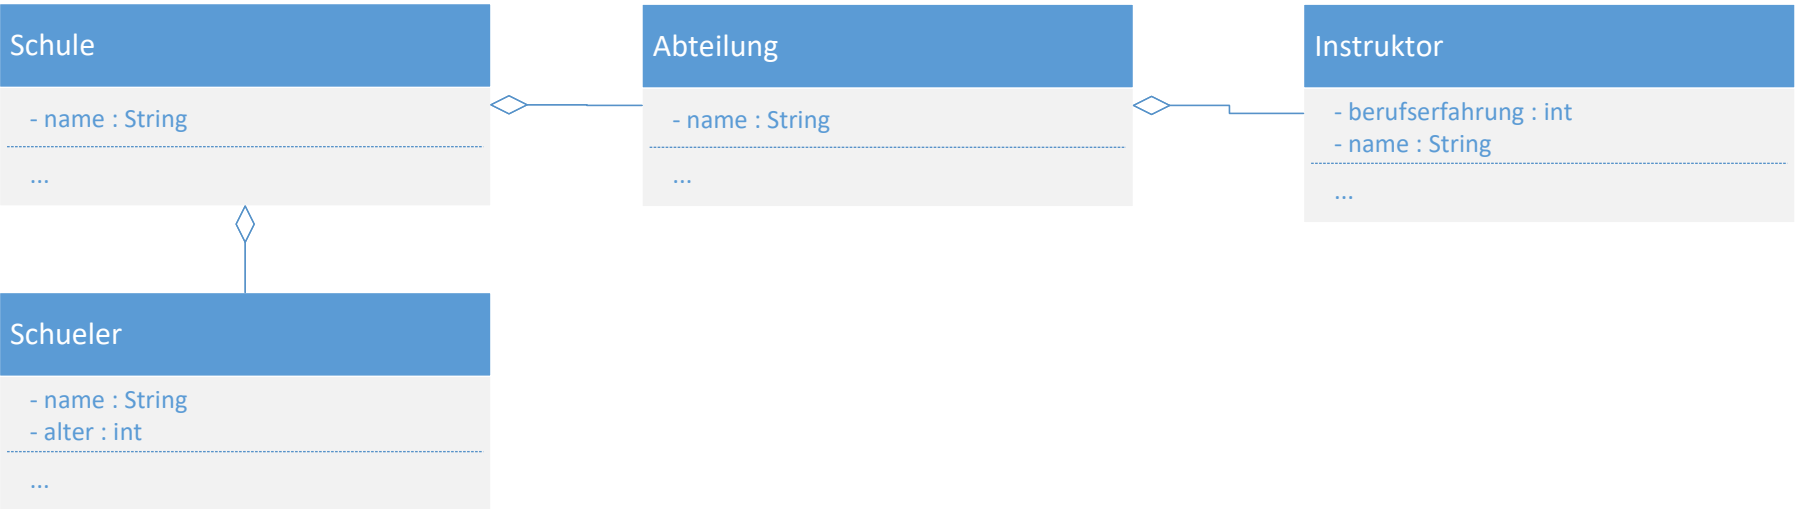 Schule
- name : String
...
Abteilung
- name : String
...
Instruktor
- berufserfahrung : int
- name : String
...
Schueler
- name : String
- alter : int
...